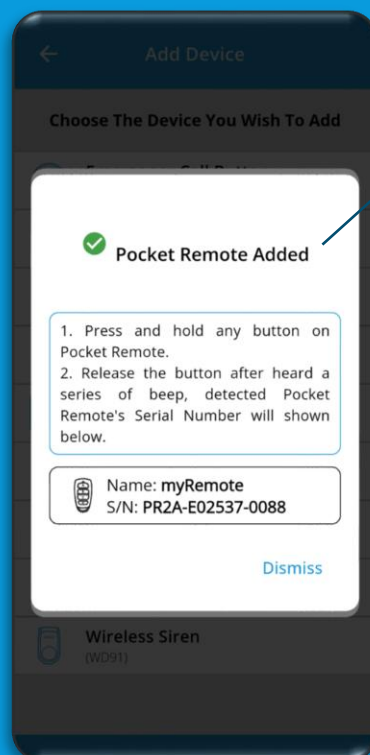 Add Device
Choose The Device You Wish To Add
Pocket Remote Added
1. Press and hold any button on
Pocket Remote.
2. Release the button after heard a
series of beep, detected Pocket
Remote's Serial Number will shown
below.
Name: myRemote
S/N: PR2A-E02537-0088
Dismiss
Wireless Siren
(WD91)